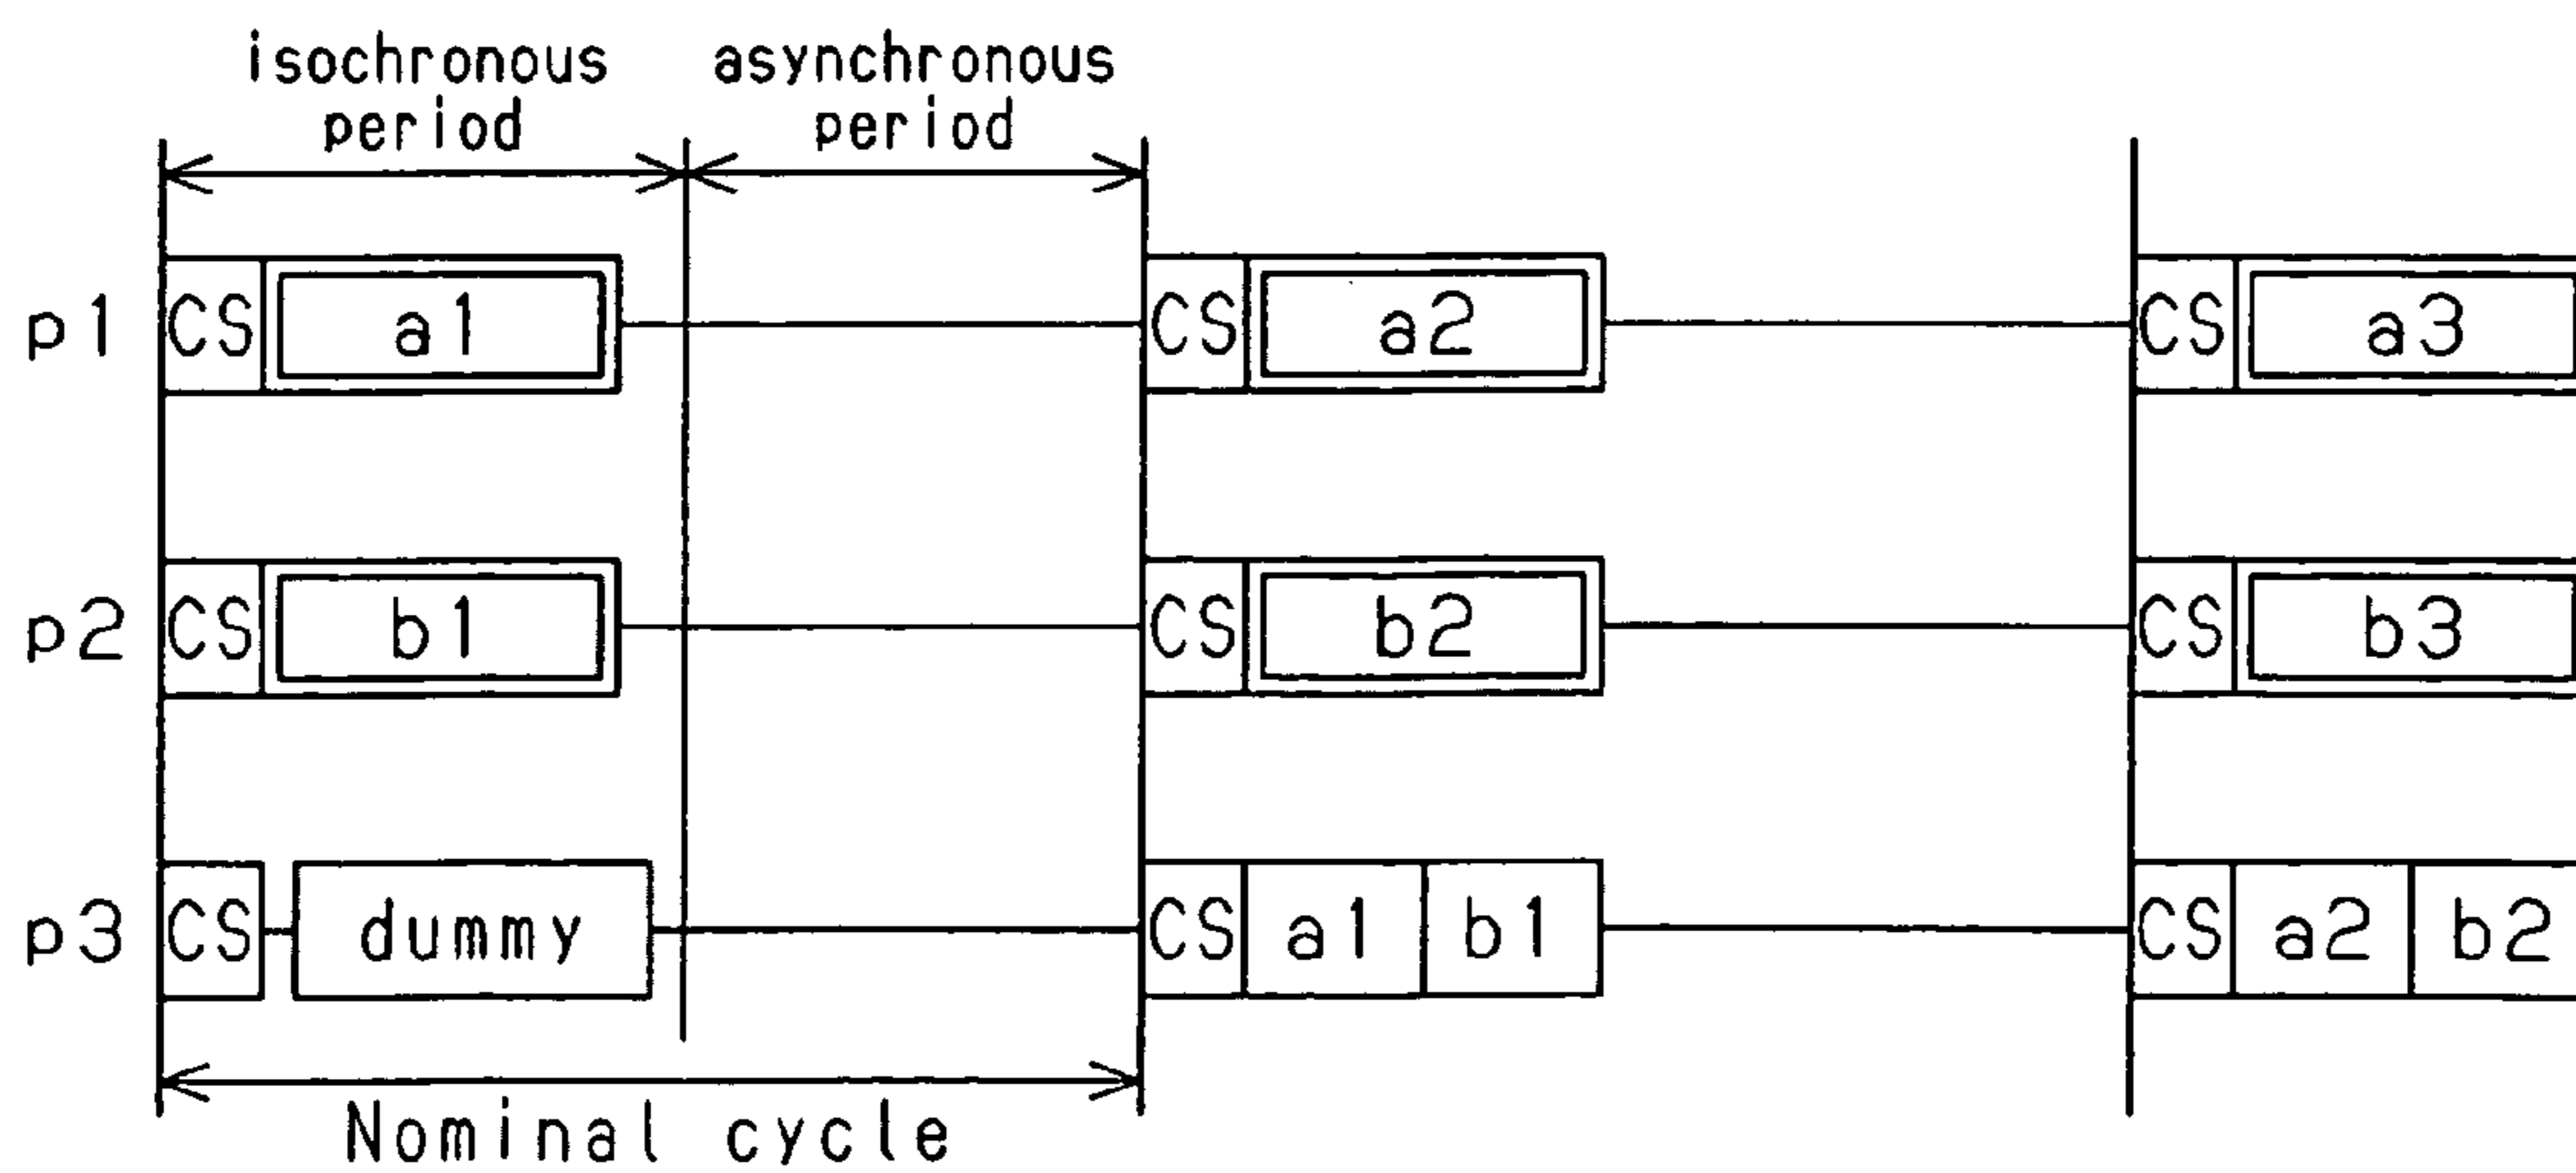 isochronous period asynchronous period
p1 CS a1 CS a2 CS a3
p2 CS b1 CS b2 CS b3
p3 CS dummy CS a1 b1 CS a2 b2
Nominal cycle